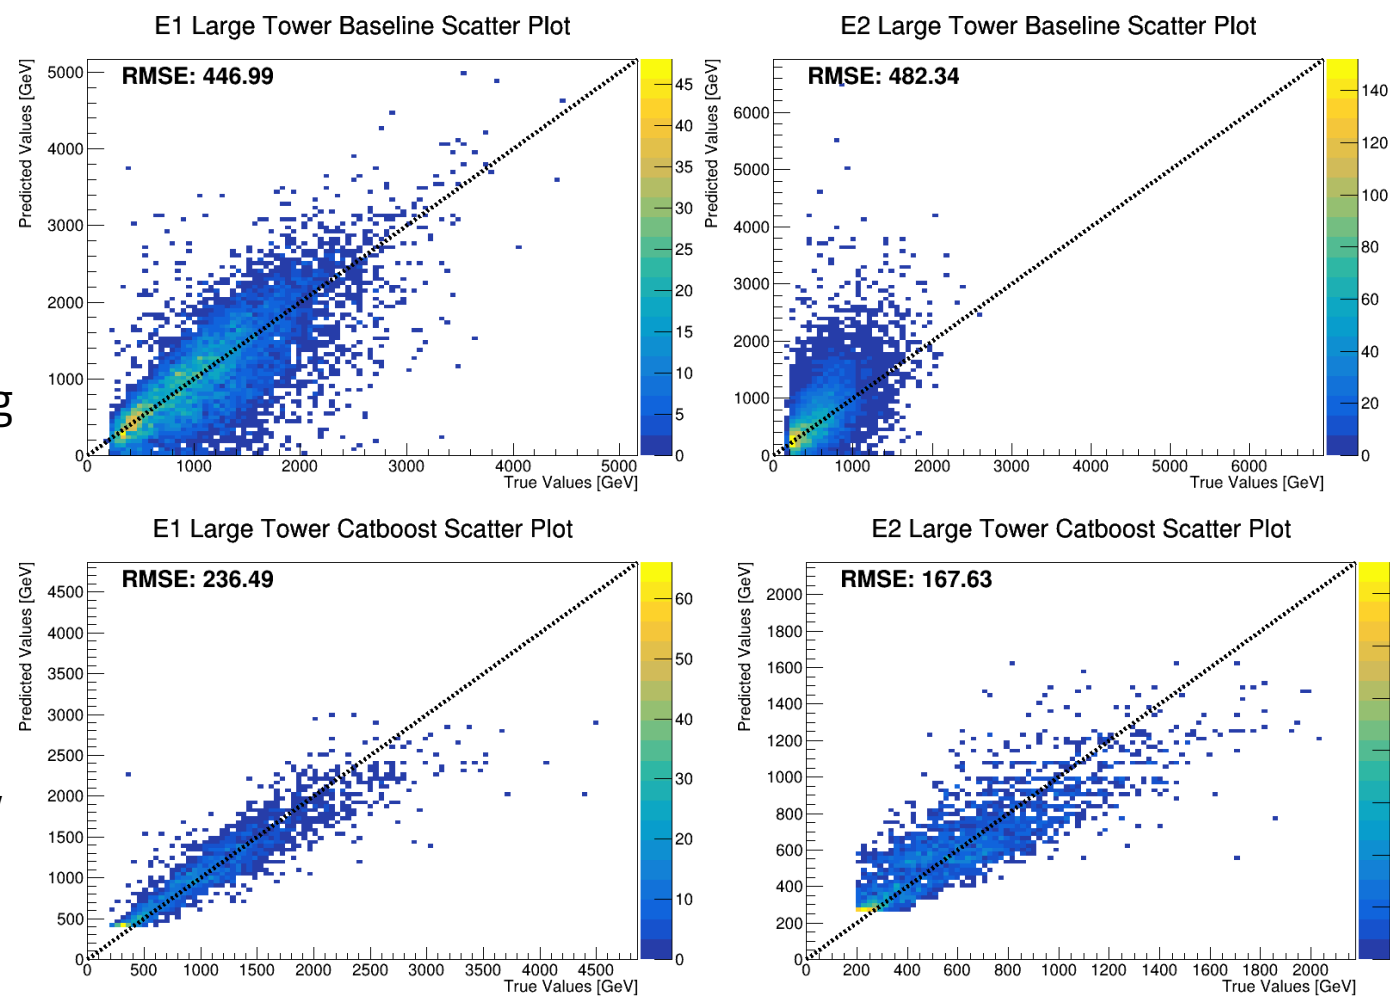 E1 Large Tower Baseline Scatter Plot
Predicted Values [GeV]
RMSE: 446.99
5000
4000
3000
2000
1000
0
0 1000 2000 3000 4000 5000
True Values [GeV]
45
40
35
30
25
20
15
10
5
0
E2 Large Tower Baseline Scatter Plot
Predicted Values [GeV]
RMSE: 482.34
6000
5000
4000
3000
2000
1000
0
0 1000 2000 3000 4000 5000 6000
True Values [GeV]
140
120
100
80
60
40
20
0
E1 Large Tower Catboost Scatter Plot
Predicted Values [GeV]
RMSE: 236.49
4500
4000
3500
3000
2500
2000
1500
1000
500
0
0 500 1000 1500 2000 2500 3000 3500 4000 4500
True Values [GeV]
60
50
40
30
20
10
0
E2 Large Tower Catboost Scatter Plot
Predicted Values [GeV]
RMSE: 167.63
2000
1800
1600
1400
1200
1000
800
600
400
200
0
0 200 400 600 800 1000 1200 1400 1600 1800 2000
True Values [GeV]